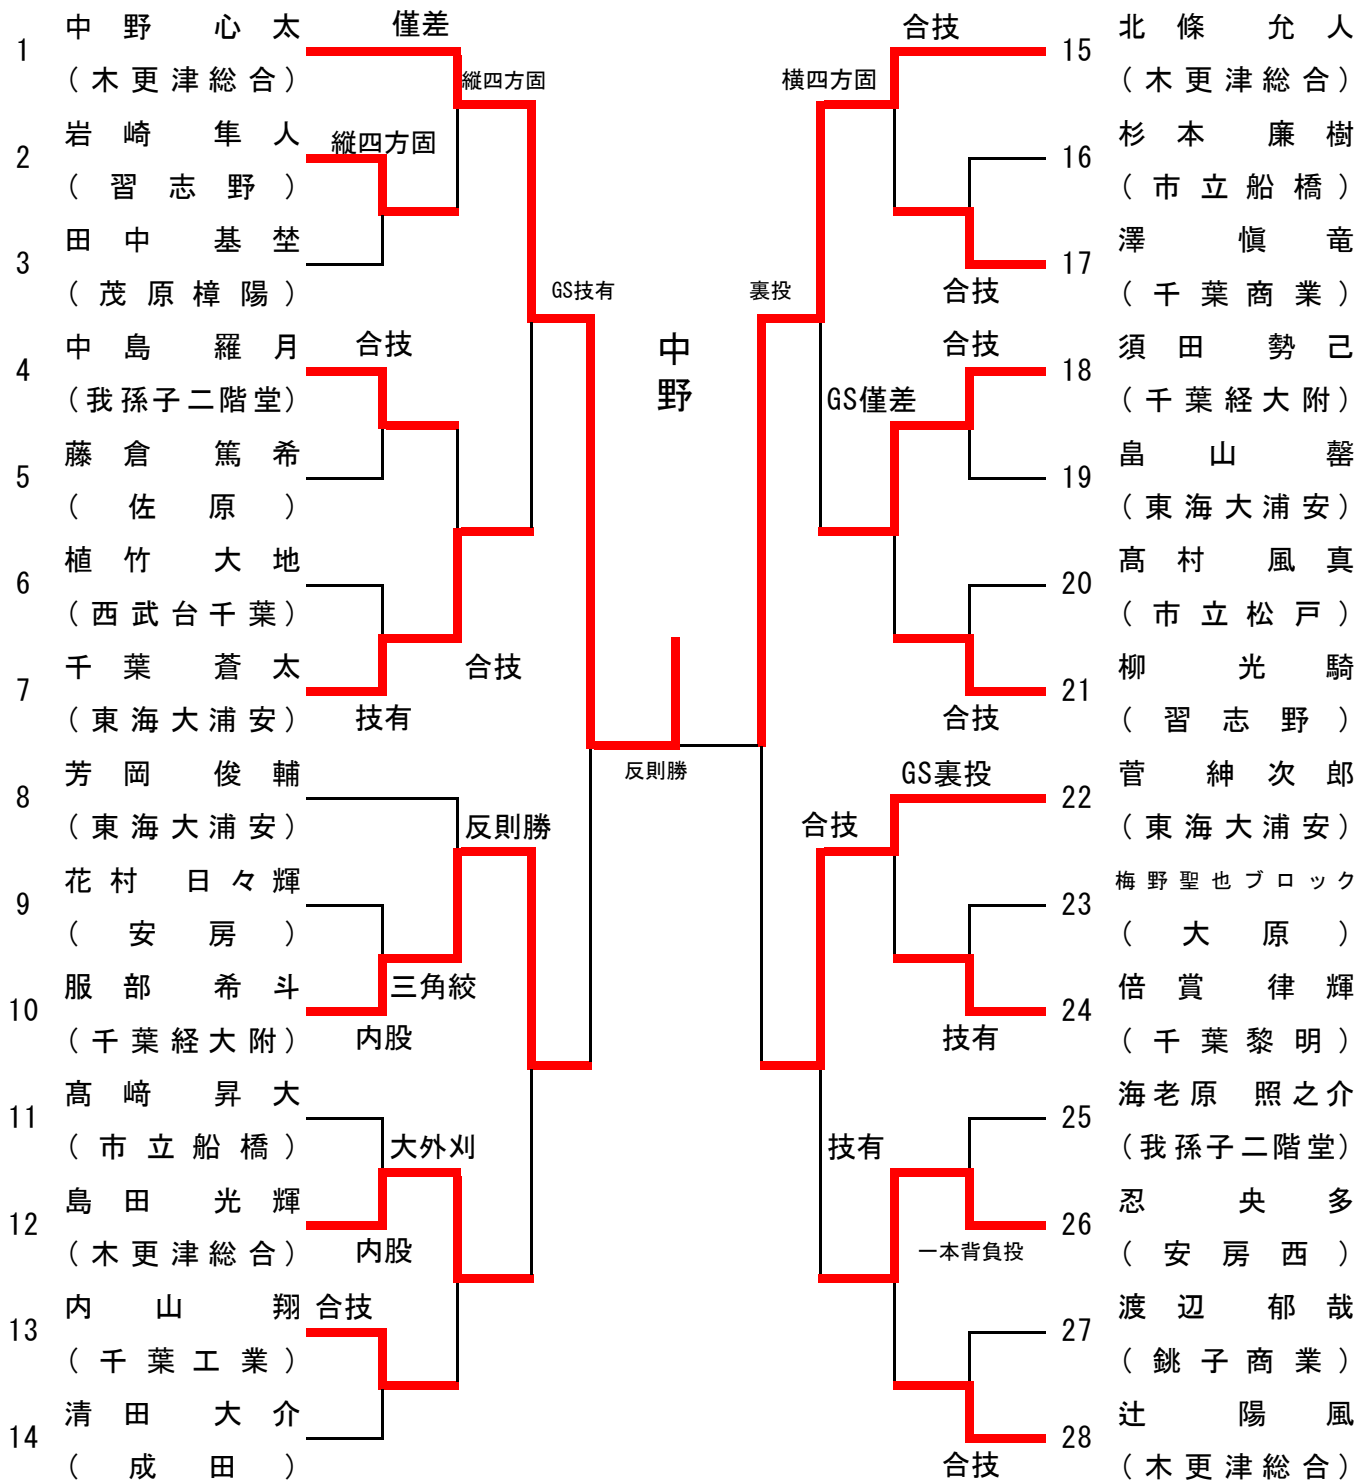 中野 心太
1
(木更津総合)
岩崎 隼人
2
(習志野)
田中 基埜
3
(茂原樟陽)
中島 羅月
4
(我孫子二階堂)
藤倉 篤希
5
(佐原)
植竹 大地
6
(西武台千葉)
千葉 蒼太
7
(東海大浦安)
芳岡 俊輔
8
(東海大浦安)
花村 日々輝
9
(安房)
服部 希斗
10
(千葉経大附)
髙﨑 昇大
11
(市立船橋)
島田 光輝
12
(木更津総合)
内山 翔
13
(千葉工業)
清田 大介
14
(成田)
僅差
縦四方固
縦四方固
GS技有
合技
合技
技有
反則勝
三角絞
内股
大外刈
内股
合技
中野
反則勝
合技
横四方固
合技
裏投
合技
GS僅差
合技
GS裏投
合技
技有
技有
一本背負投
合技
北條 允人
15
(木更津総合)
杉本 廉樹
16
(市立船橋)
澤 愼竜
17
(千葉商業)
須田 勢己
18
(千葉経大附)
畠山 馨
19
(東海大浦安)
髙村 風真
20
(市立松戸)
柳 光騎
21
(習志野)
菅 紳次郎
22
(東海大浦安)
梅野聖也ブロック
23
(大原)
倍賞 律輝
24
(千葉黎明)
海老原 照之介
25
(我孫子二階堂)
忍 央多
26
(安房西)
渡辺 郁哉
27
(銚子商業)
辻 陽風
28
(木更津総合)